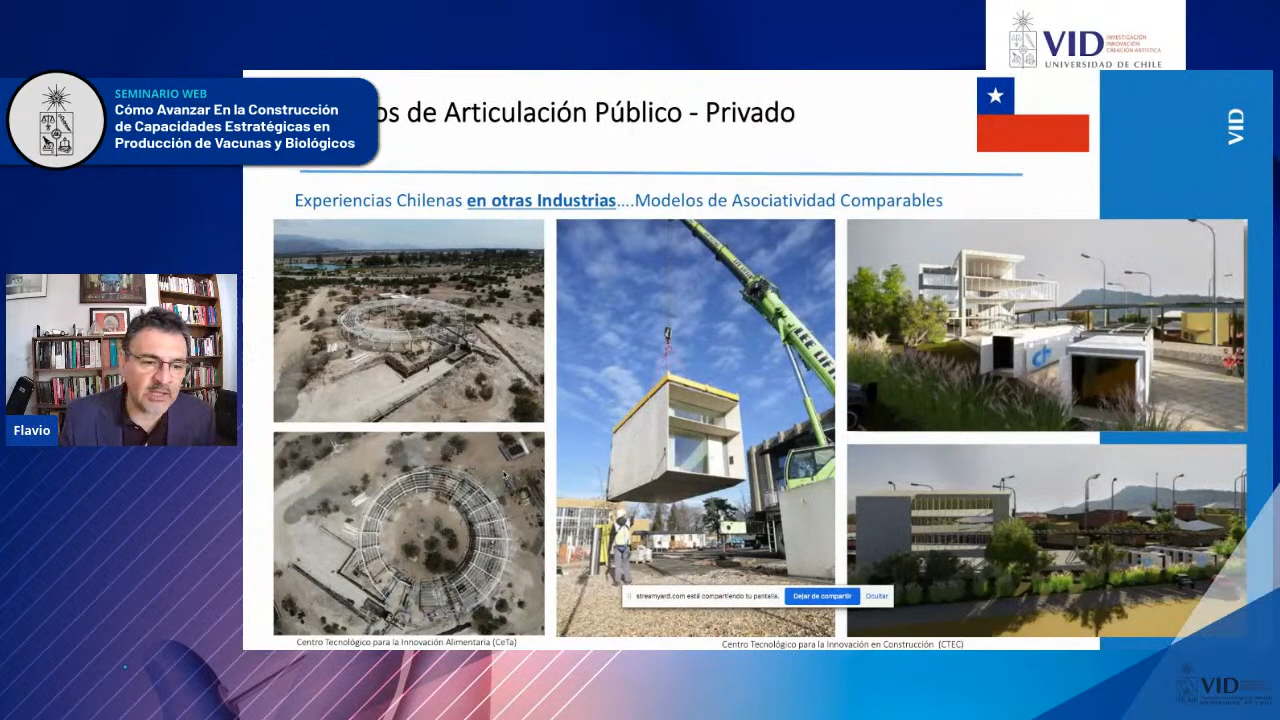 VID
INVESTIGACIÓN
INNOVACIÓN
CREACIÓN ARTÍSTICA
UNIVERSIDAD DE CHILE
SEMINARIO WEB
Cómo Avanzar En la Construcción
de Capacidades Estratégicas en
Producción de Vacunas y Biológicos
os de Articulación Público - Privado
VID
Experiencias Chilenas en otras Industrias....Modelos de Asociatividad Comparables
Flavio
streamyard.com está compartiendo tu pantalla.
Dejar de compartir
Ocultar
Centro Tecnológico para la Innovación Alimentaria (CeTa)
Centro Tecnológico para la Innovación en Construcción (CTEC)
VID